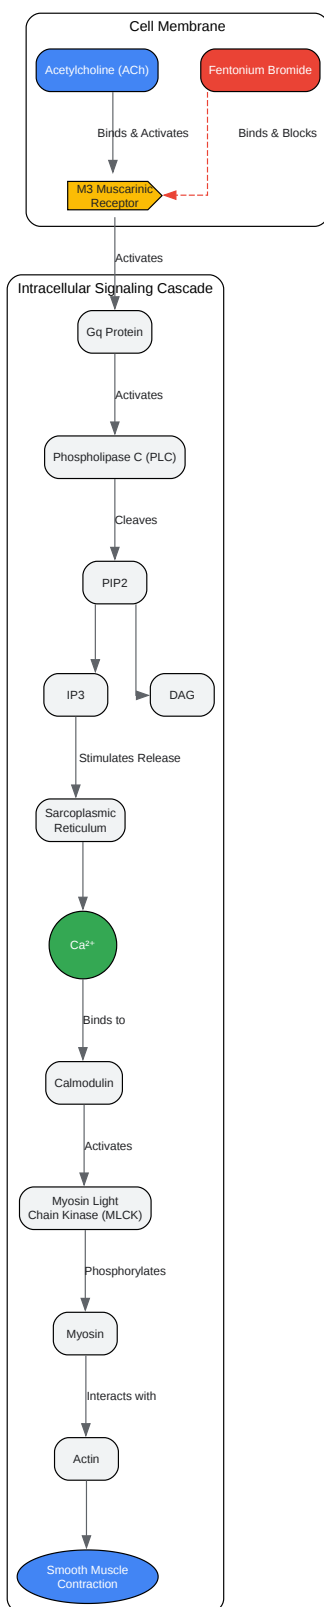 Cell Membrane
Acetylcholine (ACh)
Fentonium Bromide
Binds & Activates
Binds & Blocks
M3 Muscarinic
Receptor
Activates
Intracellular Signaling Cascade
Gq Protein
Activates
Phospholipase C (PLC)
Cleaves
PIP2
IP3
DAG
Stimulates Release
Sarcoplasmic
Reticulum
Ca²⁺
Binds to
Calmodulin
Activates
Myosin Light
Chain Kinase (MLCK)
Phosphorylates
Myosin
Interacts with
Actin
Smooth Muscle
Contraction